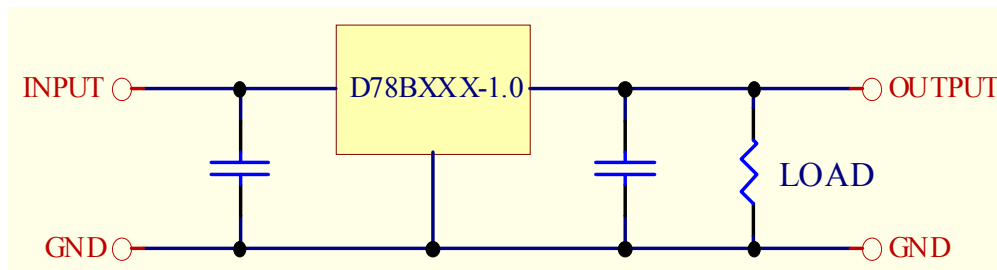 INPUT
D78BXXX-1.0
OUTPUT
LOAD
GND
GND